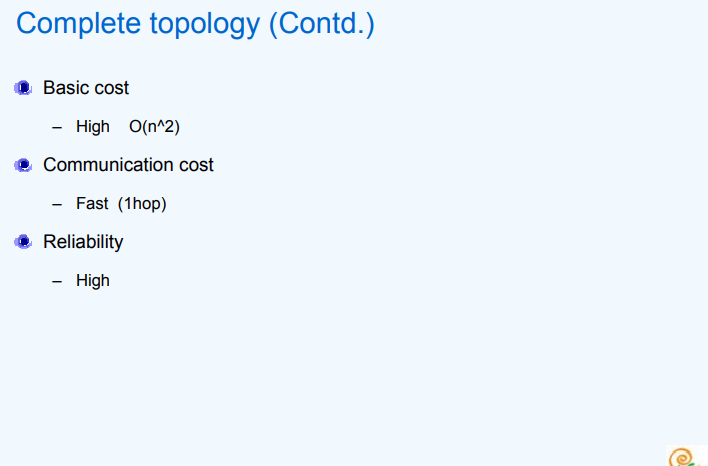 Complete topology (Contd.)
Basic cost
– High O(n^2)
Communication cost
– Fast (1hop)
Reliability
– High